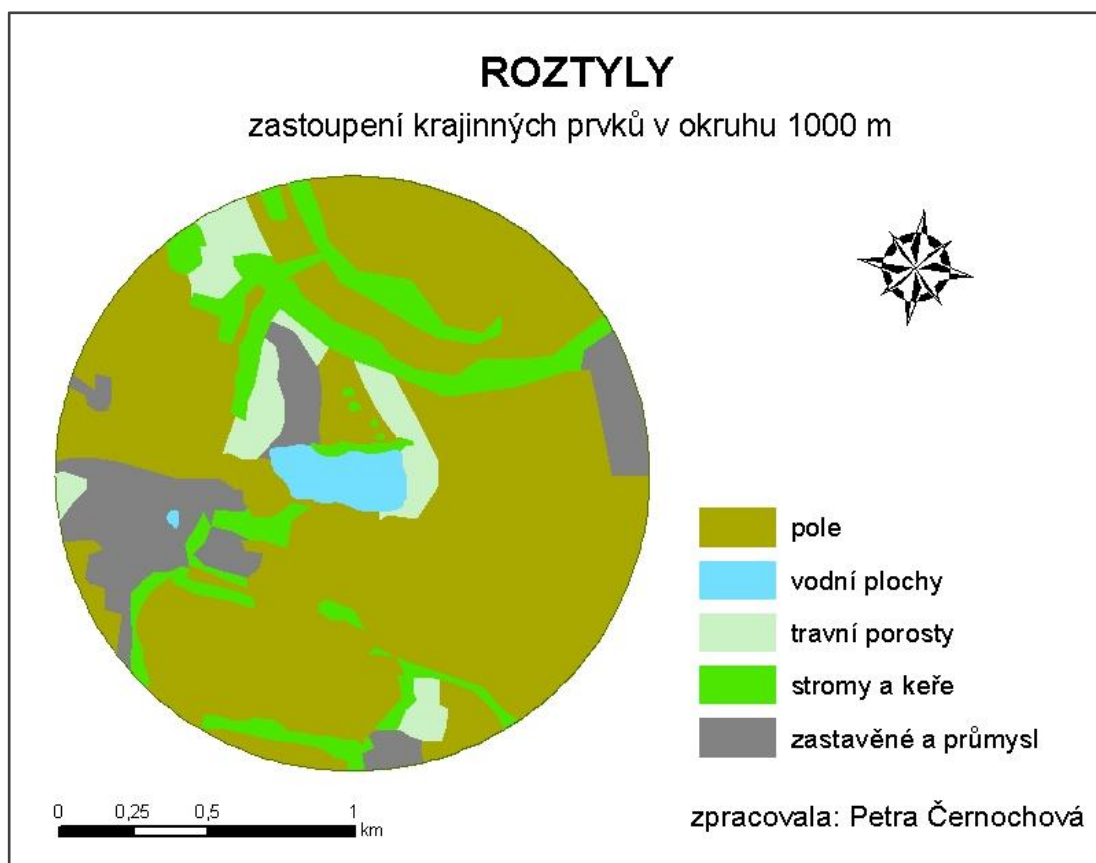 ROZTYLY
zastoupení krajinných prvků v okruhu 1000 m
pole
vodní plochy
travní porosty
stromy a keře
zastavěné a průmysl
0 0,25 0,5 1
km
zpracovala: Petra Černochová